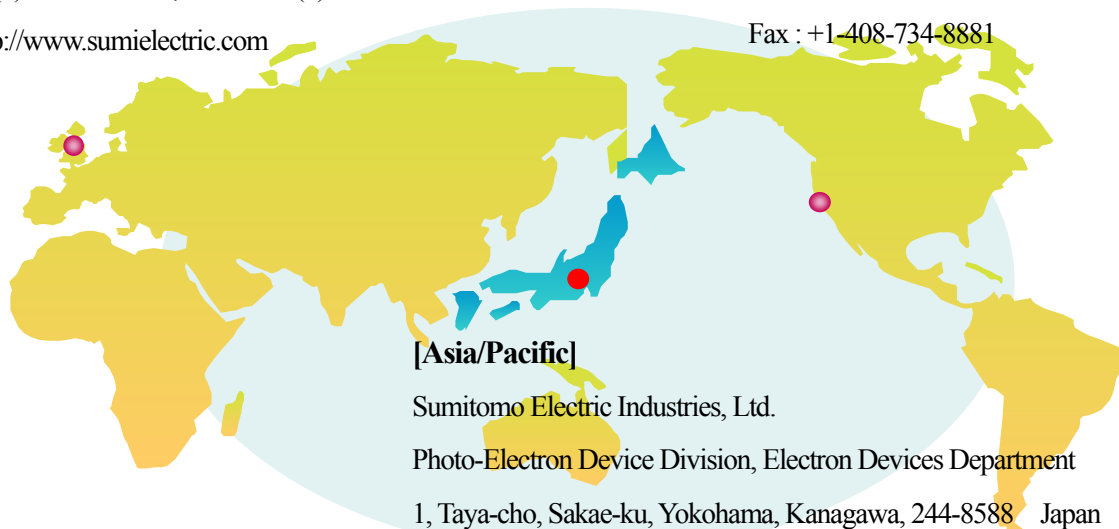 p://www.sumielectric.com
Fax : +1-408-734-8881
[Asia/Pacific]
Sumitomo Electric Industries, Ltd.
Photo-Electron Device Division, Electron Devices Department
1, Taya-cho, Sakae-ku, Yokohama, Kanagawa, 244-8588 Japan